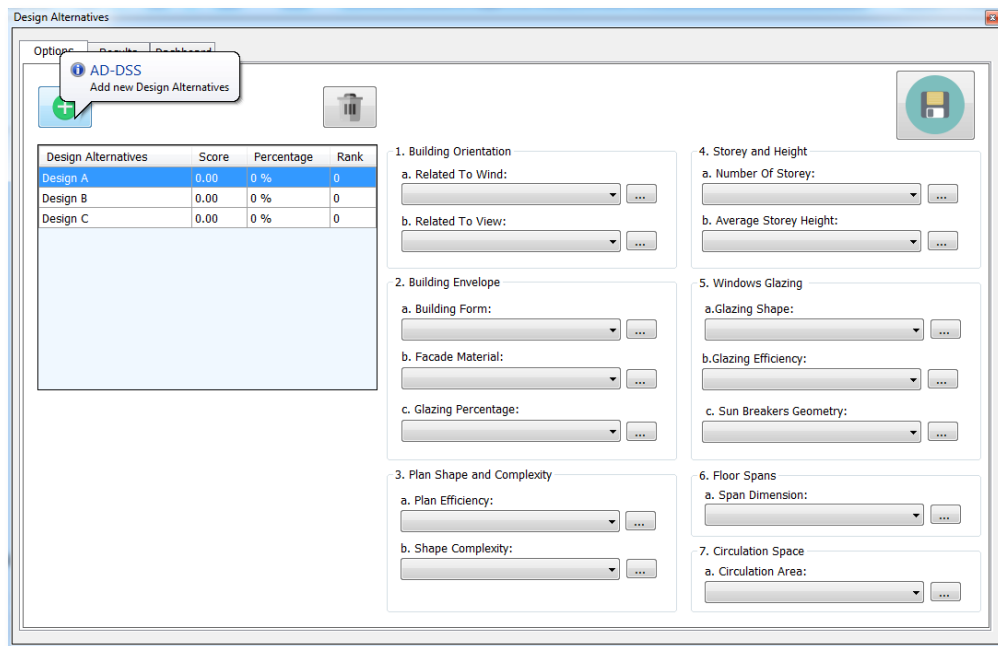 Design Alternatives
Options Results Dashboard
AD-DSS
Add new Design Alternatives
Design Alternatives Score Percentage Rank
Design A 0.00 0 % 0
Design B 0.00 0 % 0
Design C 0.00 0 % 0
1. Building Orientation
a. Related To Wind:
...
b. Related To View:
...
2. Building Envelope
a. Building Form:
...
b. Facade Material:
...
c. Glazing Percentage:
...
3. Plan Shape and Complexity
a. Plan Efficiency:
...
b. Shape Complexity:
...
4. Storey and Height
a. Number Of Storey:
...
b. Average Storey Height:
...
5. Windows Glazing
a.Glazing Shape:
...
b.Glazing Efficiency:
...
c. Sun Breakers Geometry:
...
6. Floor Spans
a. Span Dimension:
...
7. Circulation Space
a. Circulation Area:
...